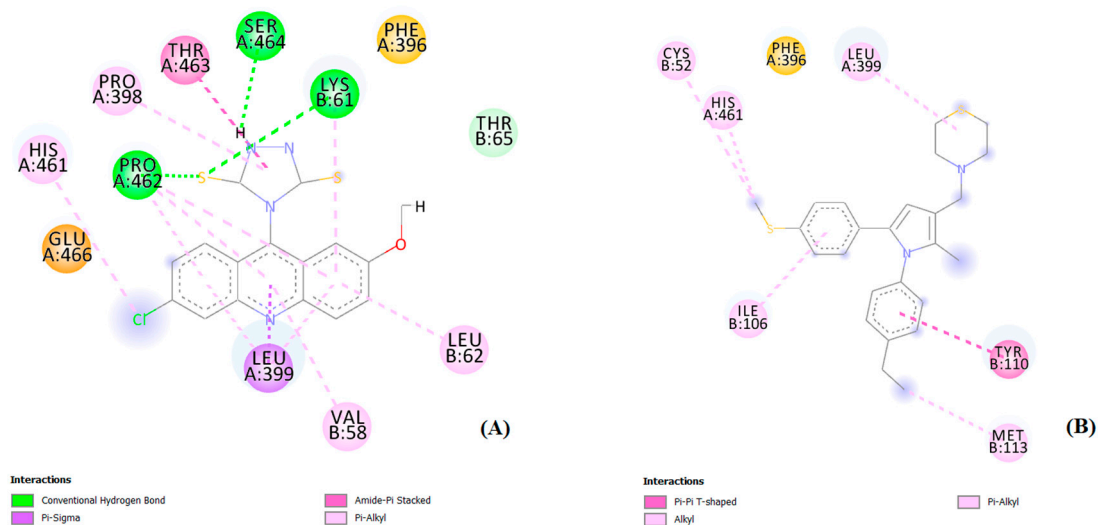 SER
A:464
PHE
A:396
THR
A:463
LYS
B:61
PRO
A:398
THR
B:65
H
N
N
HIS
A:461
PRO
A:462
S
S
N
H
GLU
A:466
O
Cl
N
LEU
A:399
LEU
B:62
VAL
B:58
(A)
Interactions
Conventional Hydrogen Bond
Pi-Sigma
Amide-Pi Stacked
Pi-Alkyl
CYS
B:52
PHE
A:396
LEU
A:399
HIS
A:461
S
N
S
N
ILE
B:106
TYR
B:110
MET
B:113
(B)
Interactions
Pi-Pi T-shaped
Alkyl
Pi-Alkyl